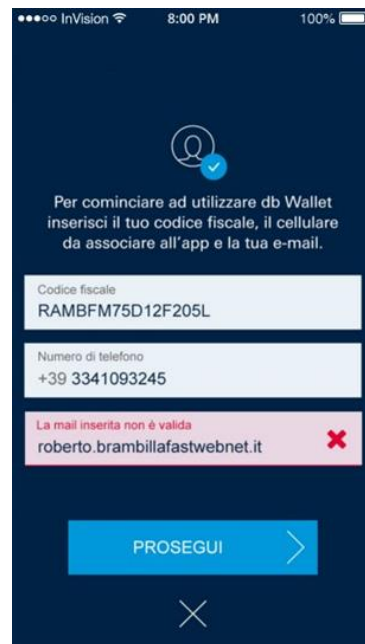 InVision 8:00 PM 100%
Per cominciare ad utilizzare db Wallet
inserisci il tuo codice fiscale, il cellulare
da associare all'app e la tua e-mail.
Codice fiscale
RAMBFM75D12F205L
Numero di telefono
+39 3341093245
La mail inserita non è valida
roberto.brambillafastwebnet.it
PROSEGUI